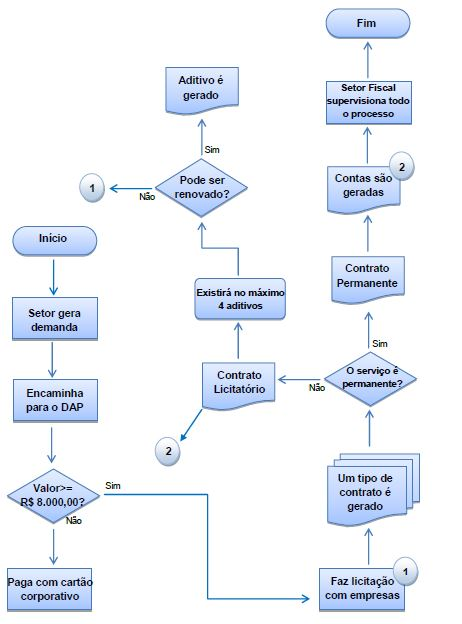 Início
Setor gera
demanda
Encaminha
para o DAP
Valor>=
R$ 8.000,00?
Sim
Não
Paga com cartão
corporativo
Faz licitação
com empresas
1
Um tipo de
contrato é
gerado
O serviço é
permanente?
Não
Sim
Contrato
Licitatório
2
Existirá no máximo
4 aditivos
Pode ser
renovado?
Não
1
Sim
Aditivo é
gerado
Contrato
Permanente
Contas são
geradas
2
Setor Fiscal
supervisiona todo
o processo
Fim